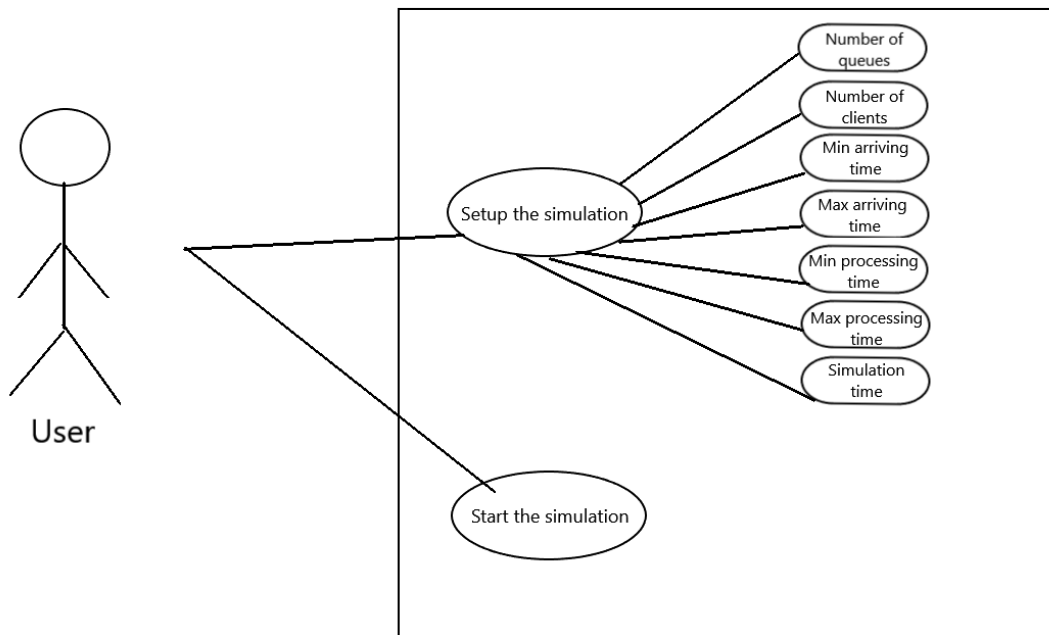 Number of
queues
Number of
clients
Min arriving
time
Setup the simulation
Max arriving
time
Min processing
time
Max processing
time
Simulation
time
User
Start the simulation